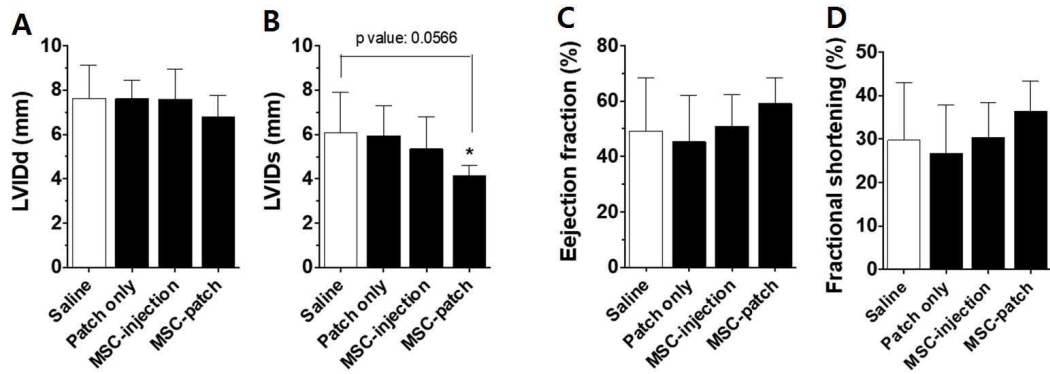 A
LVIDd (mm)
10
8
6
4
2
0
Saline
Patch only
MSC-injection
MSC-patch
B
p value: 0.0566
LVIDs (mm)
10
8
6
4
2
0
*
Saline
Patch only
MSC-injection
MSC-patch
C
Eejection fraction (%)
80
60
40
20
0
Saline
Patch only
MSC-injection
MSC-patch
D
Fractional shortening (%)
50
40
30
20
10
0
Saline
Patch only
MSC-injection
MSC-patch